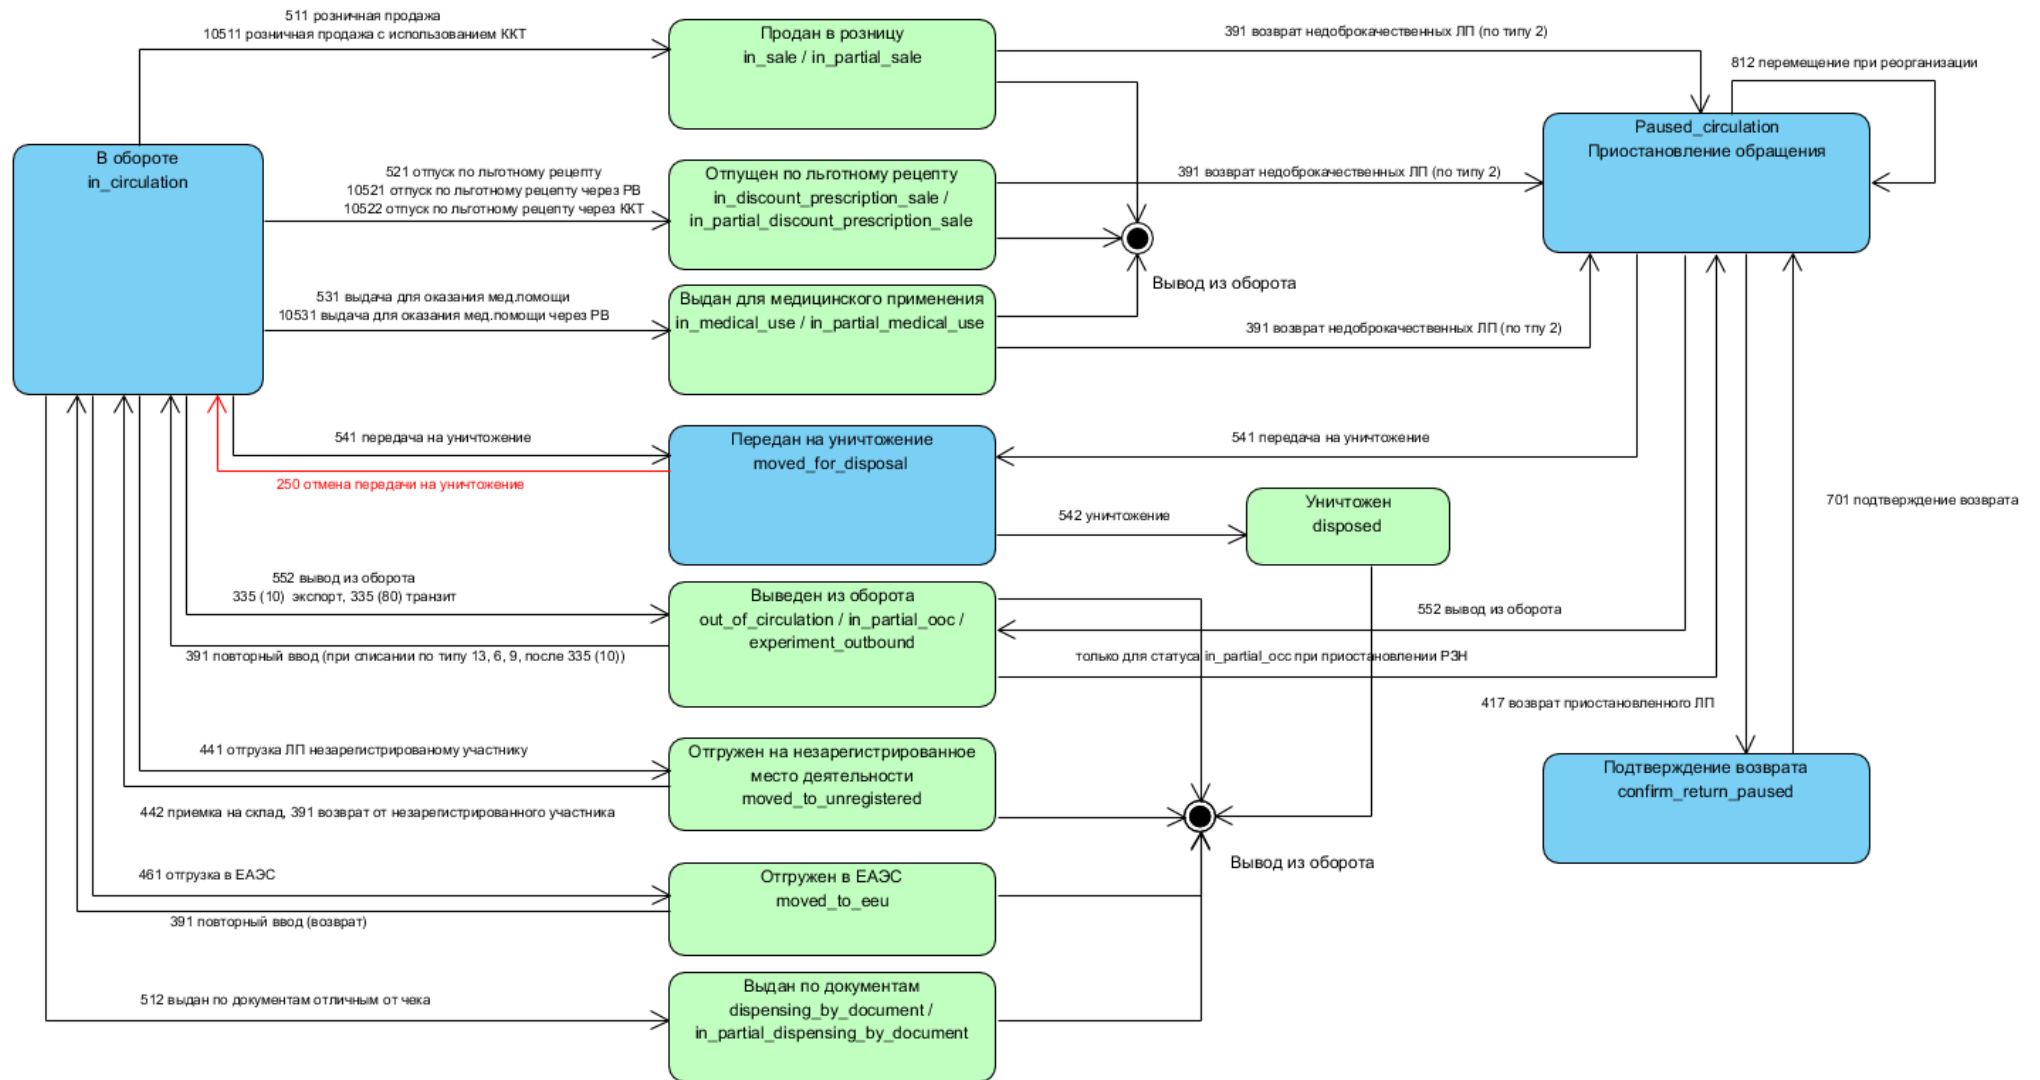 511 розничная продажа
10511 розничная продажа с использованием ККТ
Продан в розницу
in_sale / in_partial_sale
391 возврат недоброкачественных ЛП (по типу 2)
812 перемещение при реорганизации
Paused_circulation
Приостановление обращения
В обороте
in_circulation
521 отпуск по льготному рецепту
10521 отпуск по льготному рецепту через РВ
10522 отпуск по льготному рецепту через ККТ
Отпущен по льготному рецепту
in_discount_prescription_sale /
in_partial_discount_prescription_sale
391 возврат недоброкачественных ЛП (по типу 2)
Вывод из оборота
531 выдача для оказания мед.помощи
10531 выдача для оказания мед.помощи через РВ
Выдан для медицинского применения
in_medical_use / in_partial_medical_use
391 возврат недоброкачественных ЛП (по тпу 2)
541 передача на уничтожение
250 отмена передачи на уничтожение
Передан на уничтожение
moved_for_disposal
541 передача на уничтожение
542 уничтожение
Уничтожен
disposed
701 подтверждение возврата
552 вывод из оборота
335 (10)  экспорт, 335 (80) транзит
Выведен из оборота
out_of_circulation / in_partial_ooc /
experiment_outbound
552 вывод из оборота
391 повторный ввод (при списании по типу 13, 6, 9, после 335 (10))
только для статуса in_partial_occ при приостановлении РЗН
417 возврат приостановленного ЛП
441 отгрузка ЛП незарегистрированому участнику
Отгружен на незарегистрированное
место деятельности
moved_to_unregistered
442 приемка на склад, 391 возврат от незарегистрированного участника
Подтверждение возврата
confirm_return_paused
Вывод из оборота
461 отгрузка в ЕАЭС
Отгружен в ЕАЭС
moved_to_eeu
391 повторный ввод (возврат)
512 выдан по документам отличным от чека
Выдан по документам
dispensing_by_document /
in_partial_dispensing_by_document